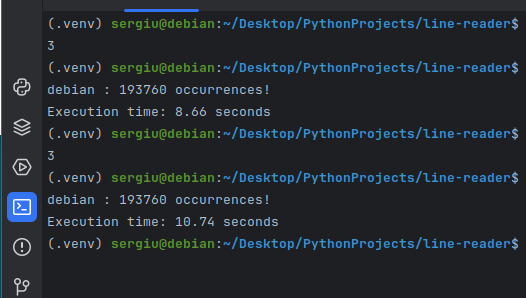 (.venv) sergiu@debian:~/Desktop/PythonProjects/line-reader$
3
(.venv) sergiu@debian:~/Desktop/PythonProjects/line-reader$
debian : 193760 occurrences!
Execution time: 8.66 seconds
(.venv) sergiu@debian:~/Desktop/PythonProjects/line-reader$
3
(.venv) sergiu@debian:~/Desktop/PythonProjects/line-reader$
debian : 193760 occurrences!
Execution time: 10.74 seconds
(.venv) sergiu@debian:~/Desktop/PythonProjects/line-reader$